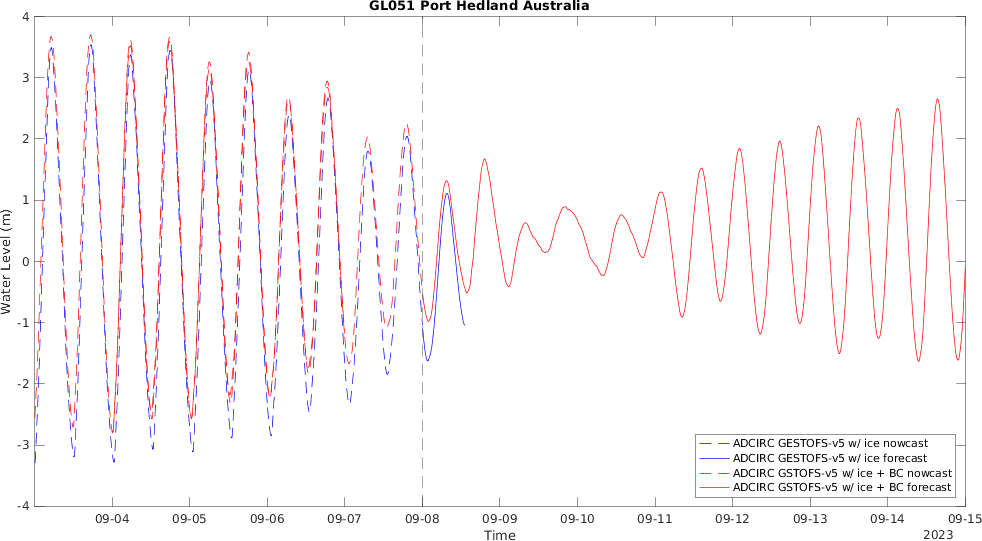 GL051 Port Hedland Australia
4
3
2
1
0
-1
-2
-3
-4
Water Level (m)
ADCIRC GESTOFS-v5 w/ ice nowcast
ADCIRC GESTOFS-v5 w/ ice forecast
ADCIRC GSTOFS-v5 w/ ice + BC nowcast
ADCIRC GSTOFS-v5 w/ ice + BC forecast
09-04 09-05 09-06 09-07 09-08 09-09 09-10 09-11 09-12 09-13 09-14 09-15
Time
2023